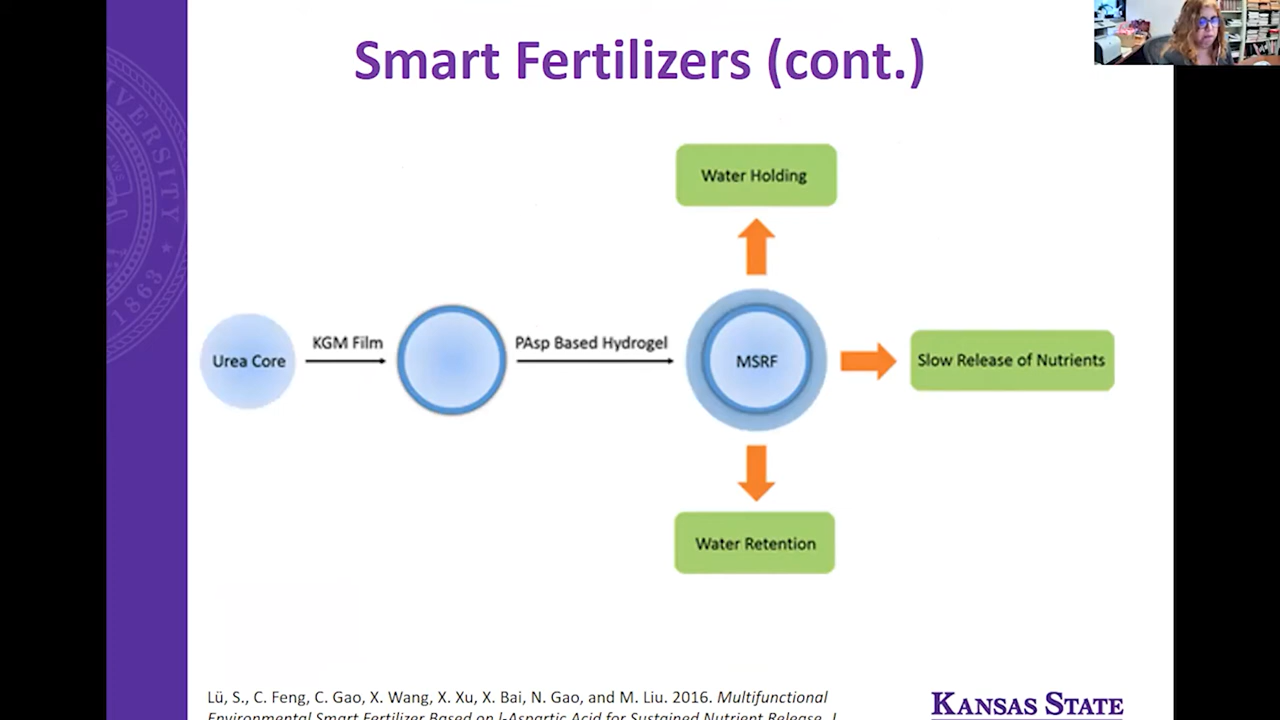 Smart Fertilizers (cont.)
Water Holding
Urea Core
KGM Film
PAsp Based Hydrogel
MSRF
Slow Release of Nutrients
Water Retention
Lü, S., C. Feng, C. Gao, X. Wang, X. Xu, X. Bai, N. Gao, and M. Liu. 2016. Multifunctional
Environmental Smart Fertilizer Based on l-Aspartic Acid for Sustained Nutrient Release. J
KANSAS STATE
VERSITY
1863